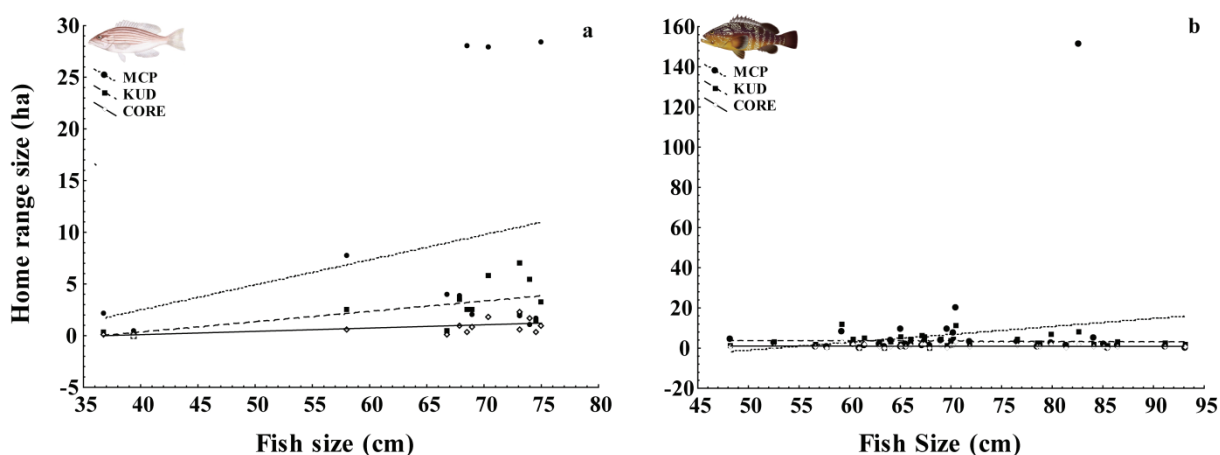 a
MCP
KUD
CORE
Home range size (ha)
30
25
20
15
10
5
0
-5
35 40 45 50 55 60 65 70 75 80
Fish size (cm)
b
MCP
KUD
CORE
160
140
120
100
80
60
40
20
0
-20
45 50 55 60 65 70 75 80 85 90 95
Fish Size (cm)